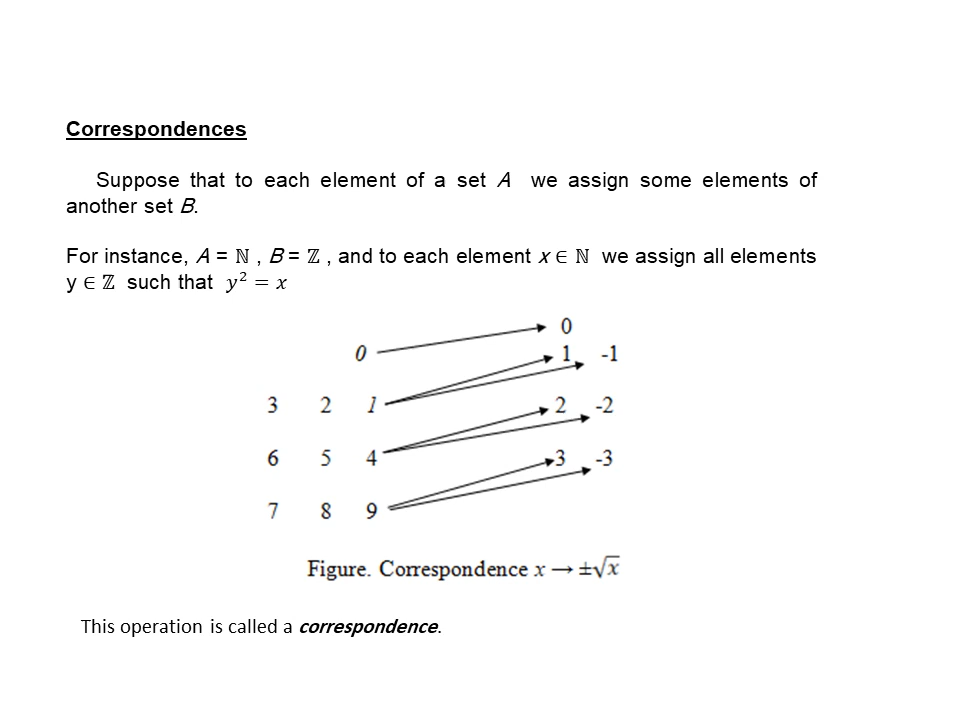 Correspondences
Suppose that to each element of a set A we assign some elements of
another set B.
For instance, A = ℕ , B = ℤ , and to each element x ∈ ℕ we assign all elements
y ∈ ℤ such that y² = x
0
0 1 -1
3 2 1 2 -2
6 5 4 3 -3
7 8 9
Figure. Correspondence x → ±√x
This operation is called a correspondence.